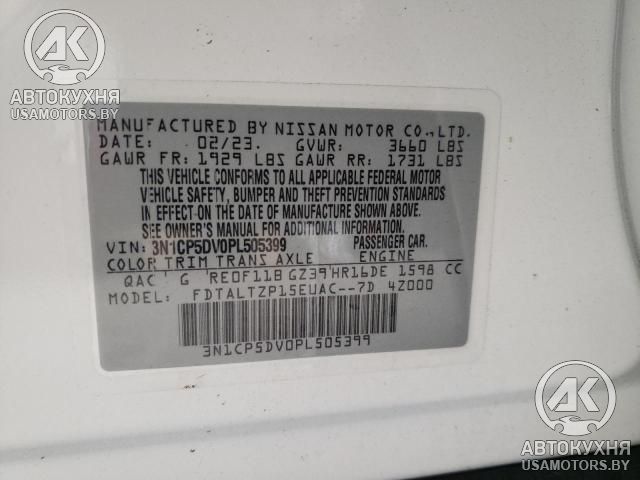 АК
АВТОКУХНЯ
USAMOTORS.BY
АК
АВТОКУХНЯ
USAMOTORS.BY
MANUFACTURED BY NISSAN MOTOR CO., LTD.
DATE: 02/23. GVWR: 3660 LBS
GAWR FR: 1929 LBS GAWR RR: 1731 LBS
THIS VEHICLE CONFORMS TO ALL APPLICABLE FEDERAL MOTOR
VEHICLE SAFETY, BUMPER AND THEFT PREVENTION STANDARDS
IN EFFECT ON THE DATE OF MANUFACTURE SHOWN ABOVE.
SEE OWNER'S MANUAL FOR ADDITIONAL INFORMATION.
VIN: 3N1CP5DV0PL505399 PASSENGER CAR.
COLOR TRIM TRANS AXLE ENGINE
QAC ' G 'RE0F11B GZ39'HR16DE 1598 CC
MODEL: FDTALTZP15EUAC--7D 4Z000
3N1CP5DV0PL505399
АК
АВТОКУХНЯ
USAMOTORS.BY